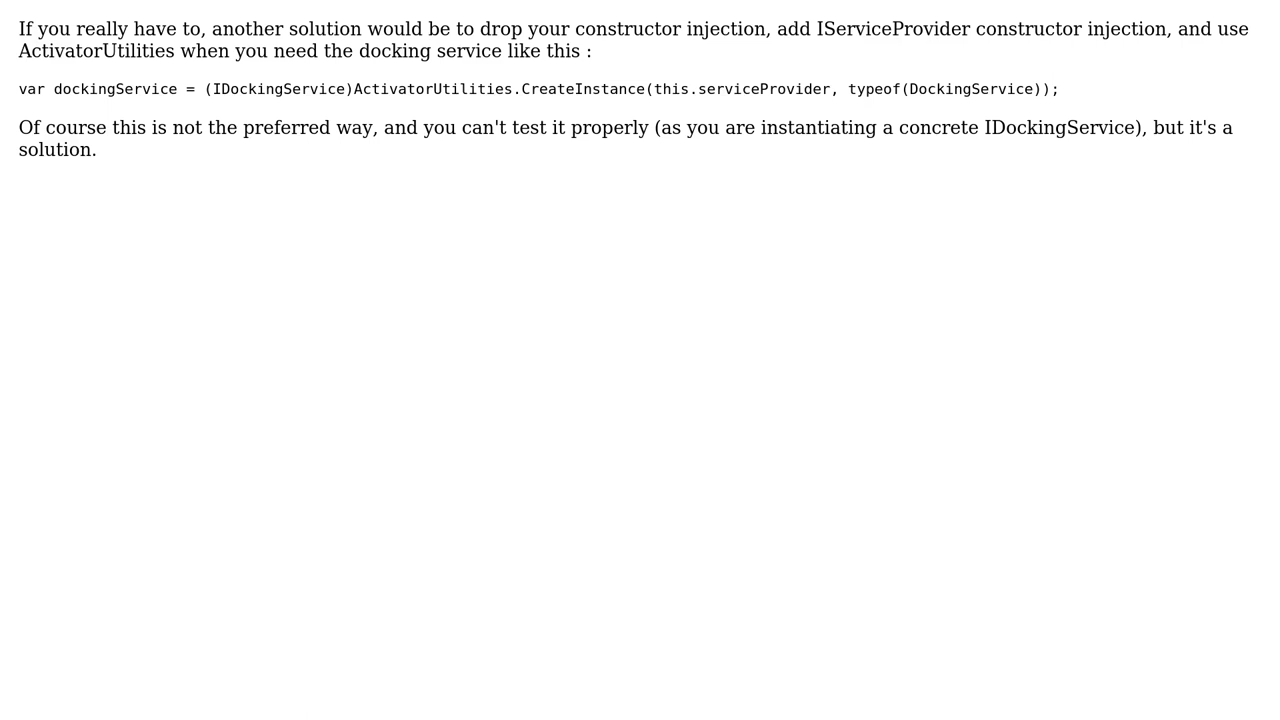 If you really have to, another solution would be to drop your constructor injection, add IServiceProvider constructor injection, and use
ActivatorUtilities when you need the docking service like this :
var dockingService = (IDockingService)ActivatorUtilities.CreateInstance(this.serviceProvider, typeof(DockingService));
Of course this is not the preferred way, and you can't test it properly (as you are instantiating a concrete IDockingService), but it's a
solution.